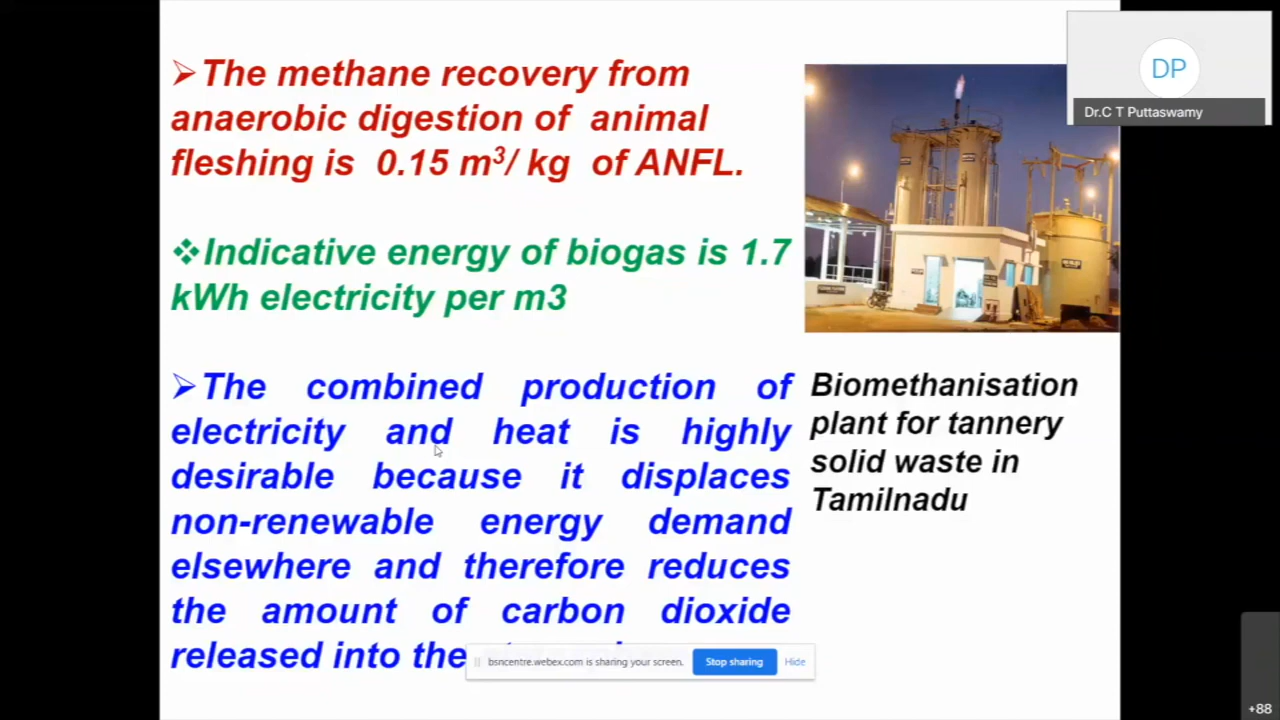 ➢The methane recovery from
anaerobic digestion of animal
fleshing is 0.15 m³/ kg of ANFL.
❖Indicative energy of biogas is 1.7
kWh electricity per m3
➢The combined production of
electricity and heat is highly
desirable because it displaces
non-renewable energy demand
elsewhere and therefore reduces
the amount of carbon dioxide
released into the
Biomethanisation
plant for tannery
solid waste in
Tamilnadu
DP
Dr.C T Puttaswamy
bsncentre.webex.com is sharing your screen.
Stop sharing
Hide
+88